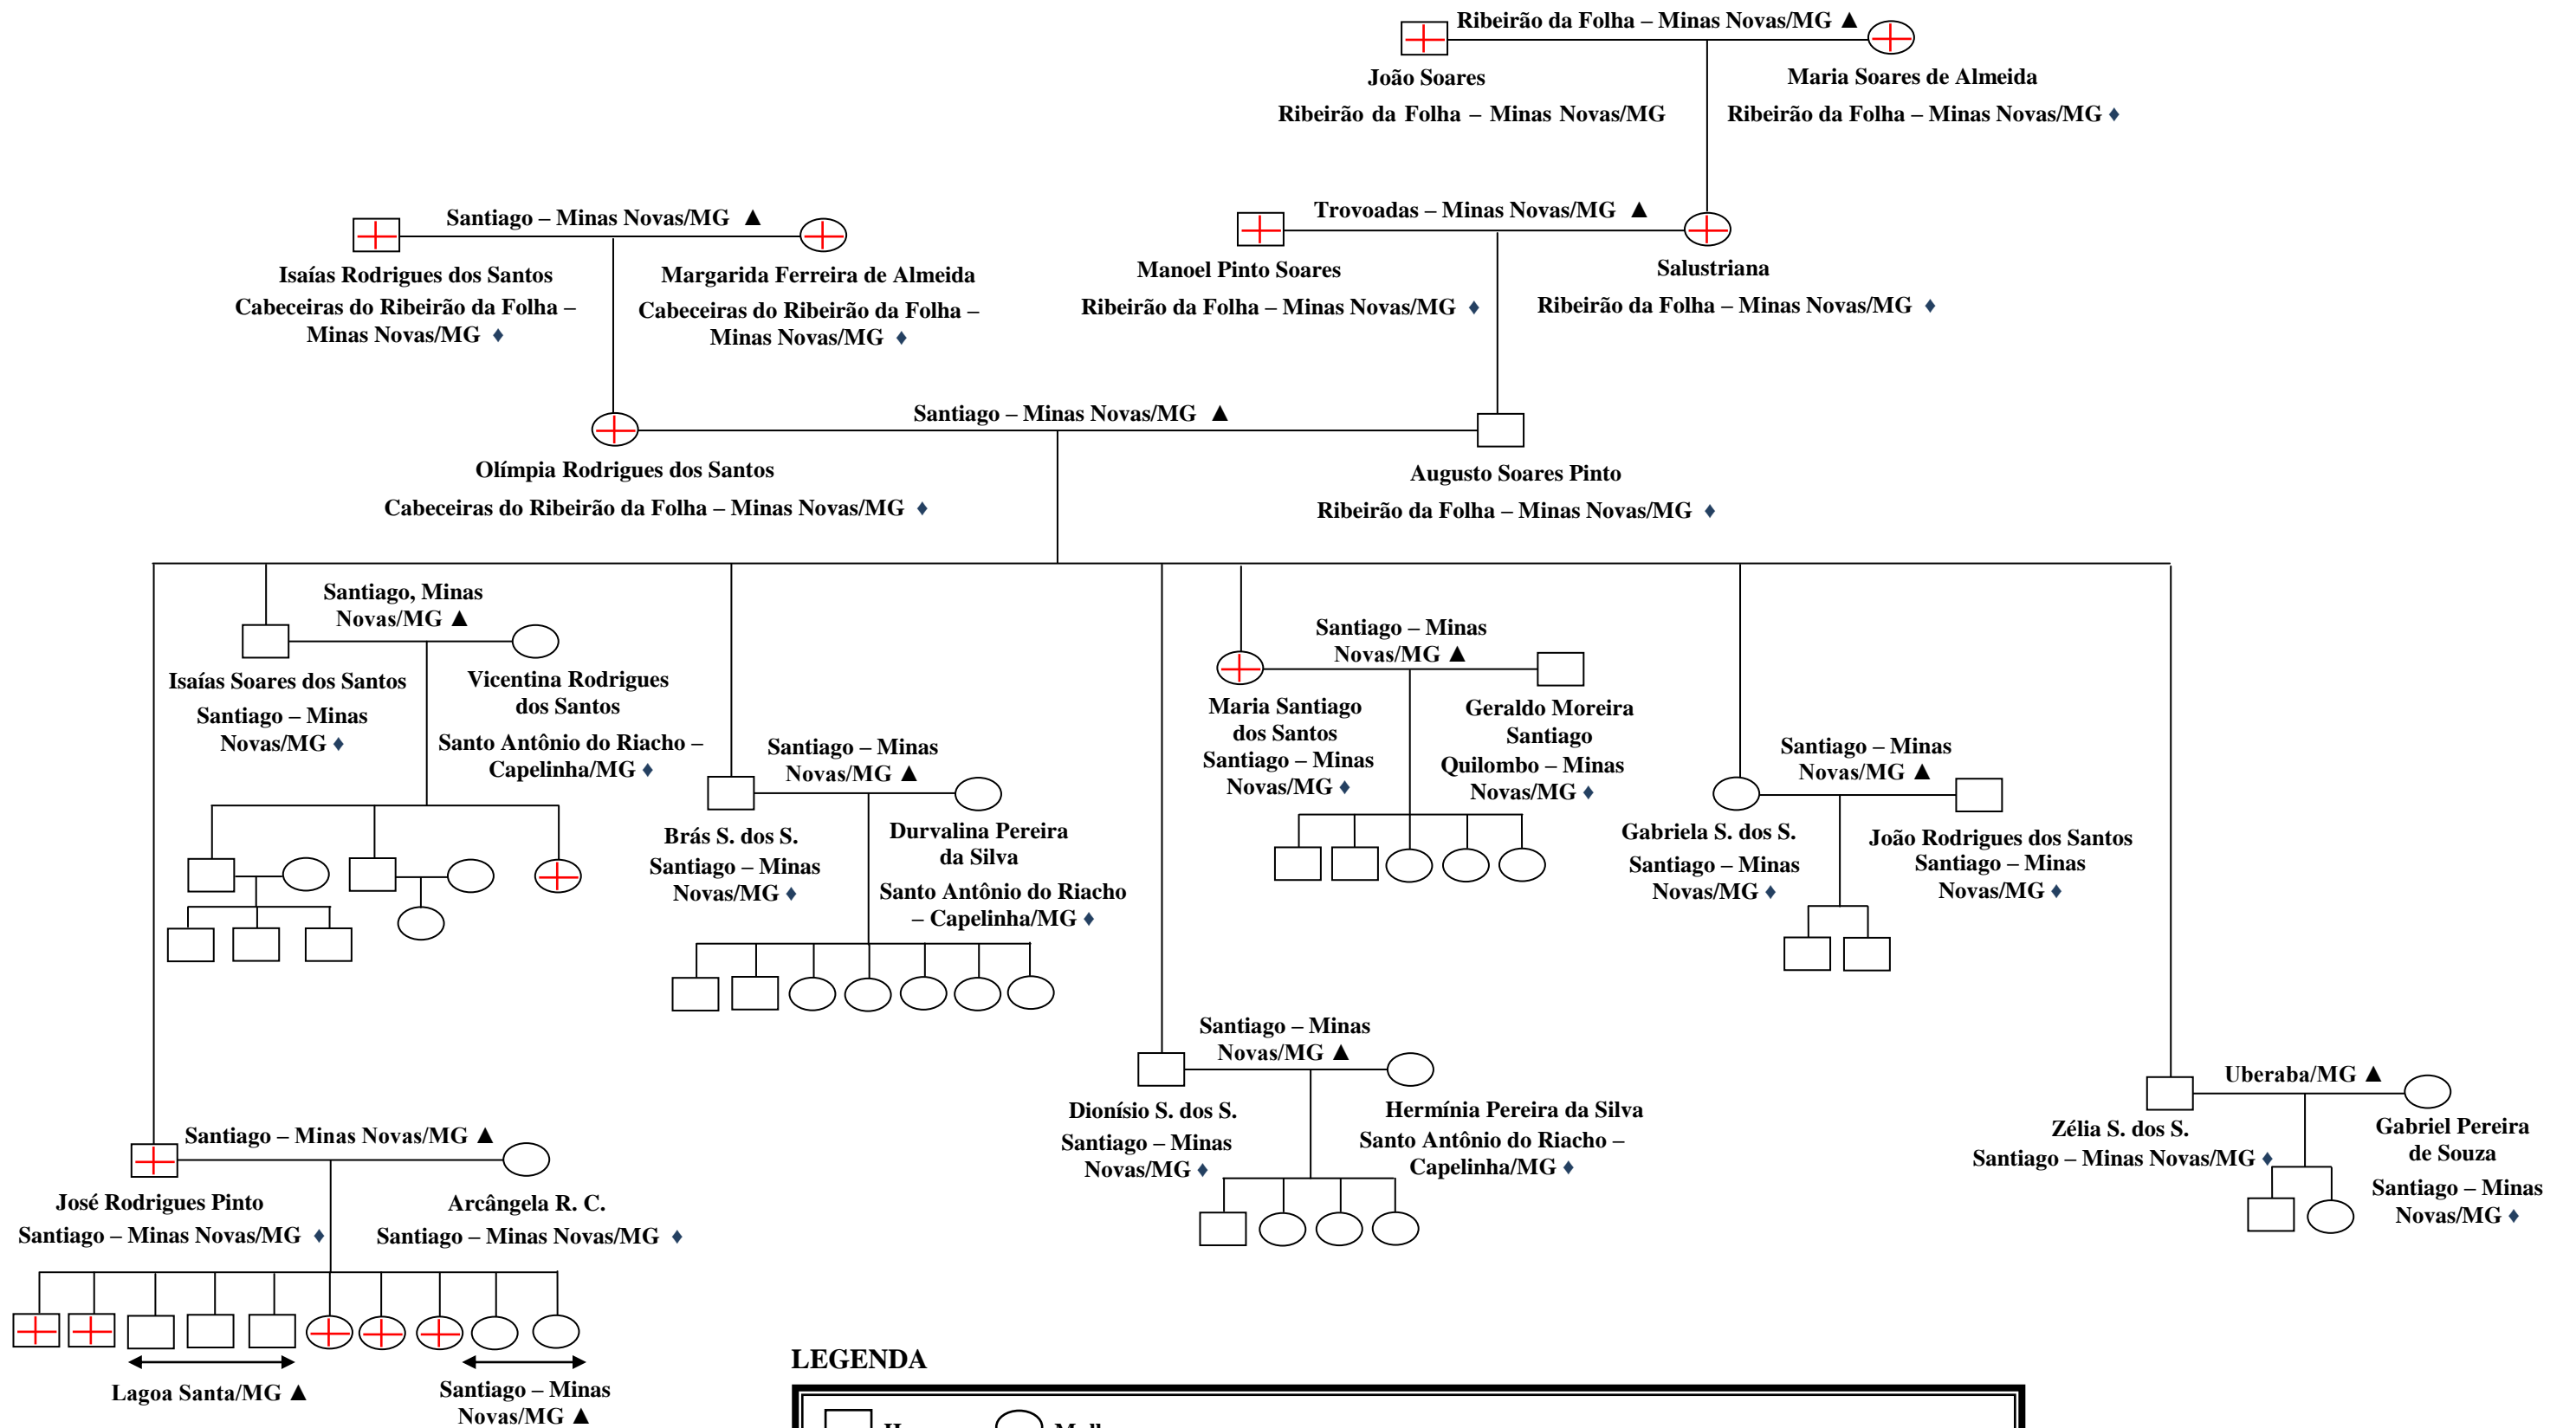 Ribeirão da Folha – Minas Novas/MG ▲
João Soares
Maria Soares de Almeida
Ribeirão da Folha – Minas Novas/MG
Ribeirão da Folha – Minas Novas/MG ♦
Santiago – Minas Novas/MG ▲
Trovoadas – Minas Novas/MG ▲
Isaías Rodrigues dos Santos
Cabeceiras do Ribeirão da Folha –
Minas Novas/MG ♦
Margarida Ferreira de Almeida
Cabeceiras do Ribeirão da Folha –
Minas Novas/MG ♦
Manoel Pinto Soares
Ribeirão da Folha – Minas Novas/MG ♦
Salustriana
Ribeirão da Folha – Minas Novas/MG ♦
Santiago – Minas Novas/MG ▲
Olímpia Rodrigues dos Santos
Cabeceiras do Ribeirão da Folha – Minas Novas/MG ♦
Augusto Soares Pinto
Ribeirão da Folha – Minas Novas/MG ♦
Santiago, Minas
Novas/MG ▲
Isaías Soares dos Santos
Santiago – Minas
Novas/MG ♦
Vicentina Rodrigues
dos Santos
Santo Antônio do Riacho –
Capelinha/MG ♦
Santiago – Minas
Novas/MG ▲
Brás S. dos S.
Santiago – Minas
Novas/MG ♦
Durvalina Pereira
da Silva
Santo Antônio do Riacho
– Capelinha/MG ♦
Santiago – Minas
Novas/MG ▲
Maria Santiago
dos Santos
Santiago – Minas
Novas/MG ♦
Geraldo Moreira
Santiago
Quilombo – Minas
Novas/MG ♦
Santiago – Minas
Novas/MG ▲
Gabriela S. dos S.
Santiago – Minas
Novas/MG ♦
João Rodrigues dos Santos
Santiago – Minas
Novas/MG ♦
Santiago – Minas
Novas/MG ▲
Dionísio S. dos S.
Santiago – Minas
Novas/MG ♦
Hermínia Pereira da Silva
Santo Antônio do Riacho –
Capelinha/MG ♦
Uberaba/MG ▲
Zélia S. dos S.
Santiago – Minas Novas/MG ♦
Gabriel Pereira
de Souza
Santiago – Minas
Novas/MG ♦
Santiago – Minas Novas/MG ▲
José Rodrigues Pinto
Santiago – Minas Novas/MG ♦
Arcângela R. C.
Santiago – Minas Novas/MG ♦
Lagoa Santa/MG ▲
Santiago – Minas
Novas/MG ▲
LEGENDA